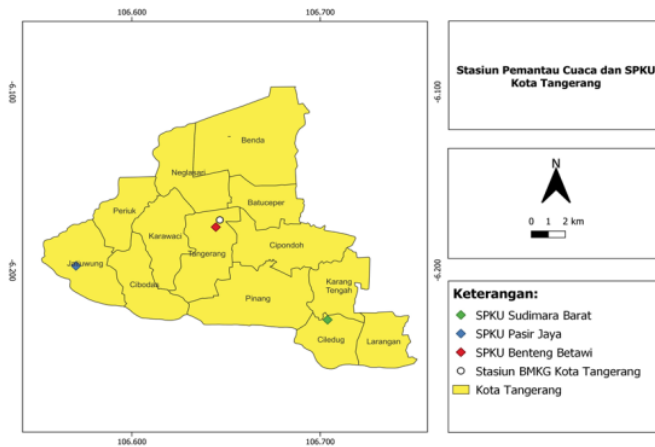 106.600 106.700
-6.100 -6.100
-6.200 -6.200
106.600 106.700
Benda
Neglasari
Periuk
Batuceper
Karawaci
Cipondoh
Jatiuwung
Tangerang
Cibodas
Pinang
Karang
Tengah
Ciledug
Larangan
Stasiun Pemantau Cuaca dan SPKU
Kota Tangerang
N
0 1 2 km
Keterangan:
SPKU Sudimara Barat
SPKU Pasir Jaya
SPKU Benteng Betawi
Stasiun BMKG Kota Tangerang
Kota Tangerang